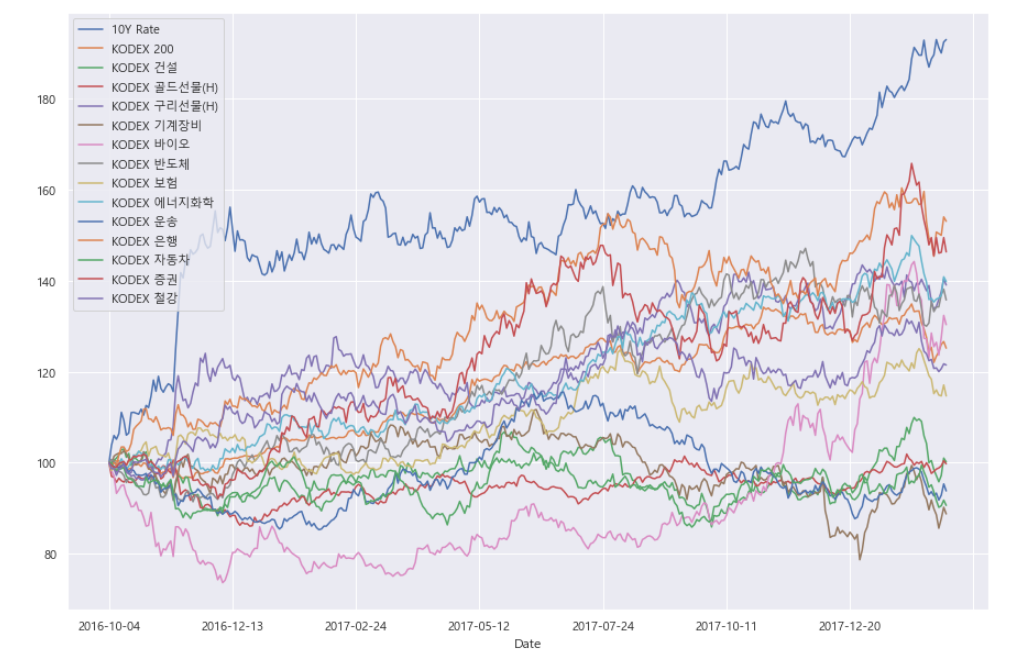 10Y Rate
KODEX 200
KODEX 건설
KODEX 골드선물(H)
KODEX 구리선물(H)
KODEX 기계장비
KODEX 바이오
KODEX 반도체
KODEX 보험
KODEX 에너지화학
KODEX 운송
KODEX 은행
KODEX 자동차
KODEX 증권
KODEX 철강
180
160
140
120
100
80
2016-10-04 2016-12-13 2017-02-24 2017-05-12 2017-07-24 2017-10-11 2017-12-20
Date